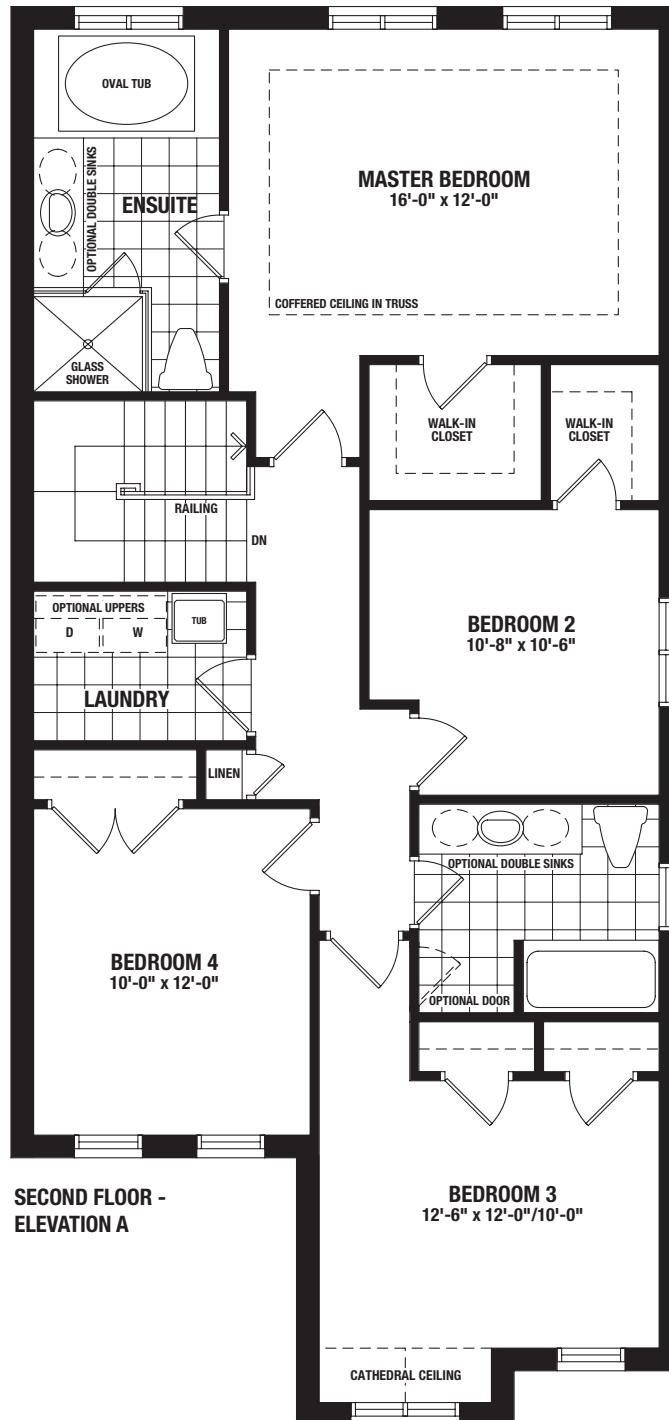 OVAL TUB
OPTIONAL DOUBLE SINKS
ENSUITE
MASTER BEDROOM
16'-0" x 12'-0"
COFFERED CEILING IN TRUSS
GLASS
SHOWER
WALK-IN
CLOSET
WALK-IN
CLOSET
RAILING
DN
OPTIONAL UPPERS
D
W
TUB
BEDROOM 2
10'-8" x 10'-6"
LAUNDRY
LINEN
OPTIONAL DOUBLE SINKS
BEDROOM 4
10'-0" x 12'-0"
OPTIONAL DOOR
SECOND FLOOR -
ELEVATION A
BEDROOM 3
12'-6" x 12'-0"/10'-0"
CATHEDRAL CEILING